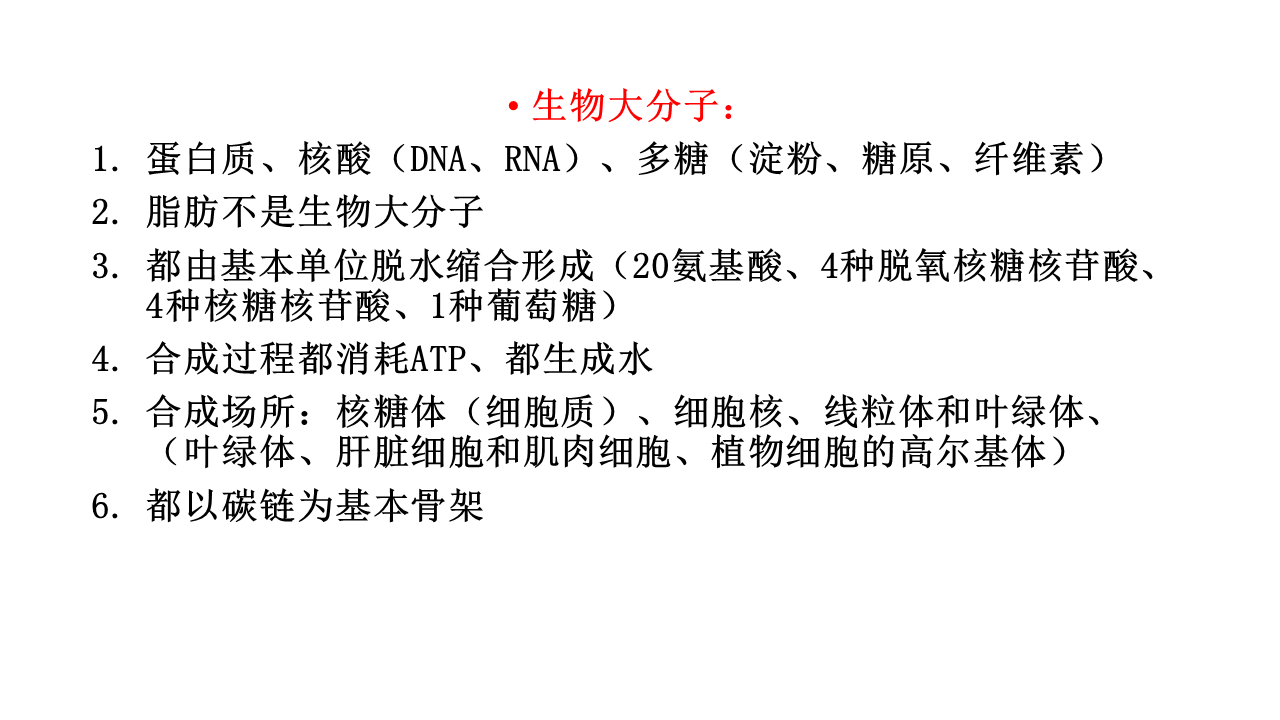 •生物大分子：
1. 蛋白质、核酸（DNA、RNA）、多糖（淀粉、糖原、纤维素）
2. 脂肪不是生物大分子
3. 都由基本单位脱水缩合形成（20氨基酸、4种脱氧核糖核苷酸、
4种核糖核苷酸、1种葡萄糖）
4. 合成过程都消耗ATP、都生成水
5. 合成场所：核糖体（细胞质）、细胞核、线粒体和叶绿体、
（叶绿体、肝脏细胞和肌肉细胞、植物细胞的高尔基体）
6. 都以碳链为基本骨架